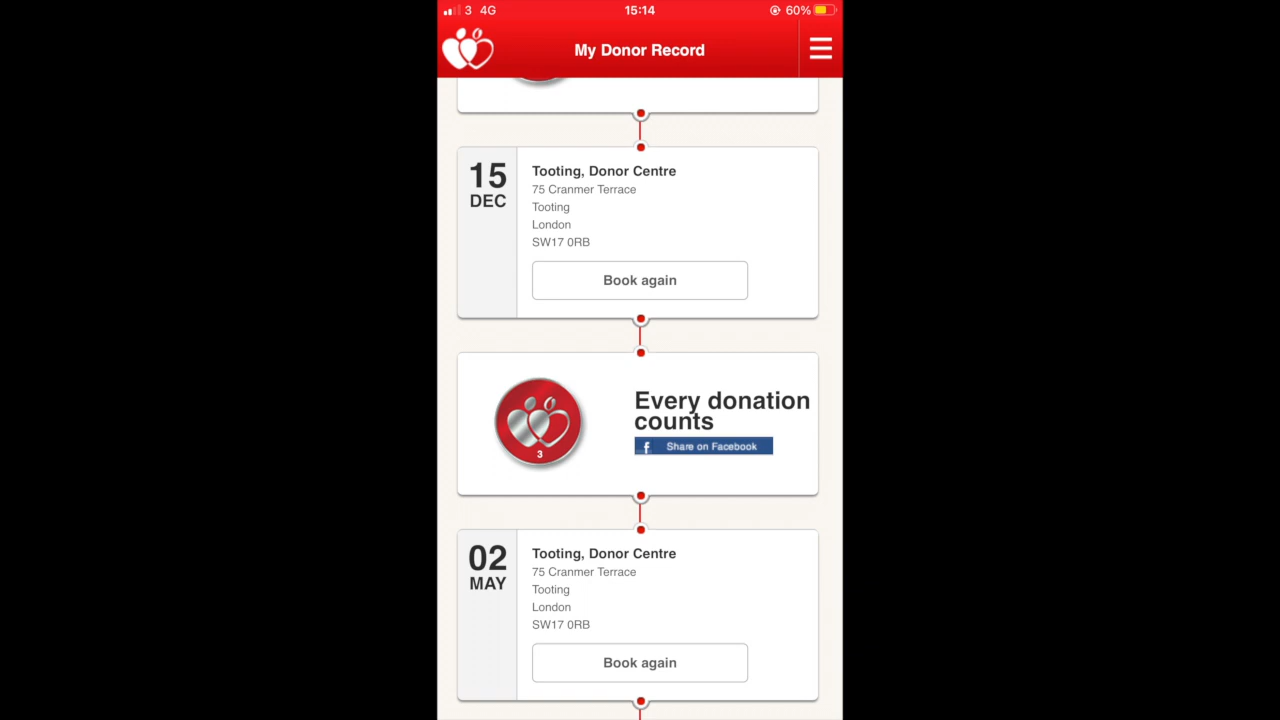 3 4G 15:14 60%
My Donor Record
15
DEC
Tooting, Donor Centre
75 Cranmer Terrace
Tooting
London
SW17 0RB
Book again
3
Every donation
counts
f Share on Facebook
02
MAY
Tooting, Donor Centre
75 Cranmer Terrace
Tooting
London
SW17 0RB
Book again